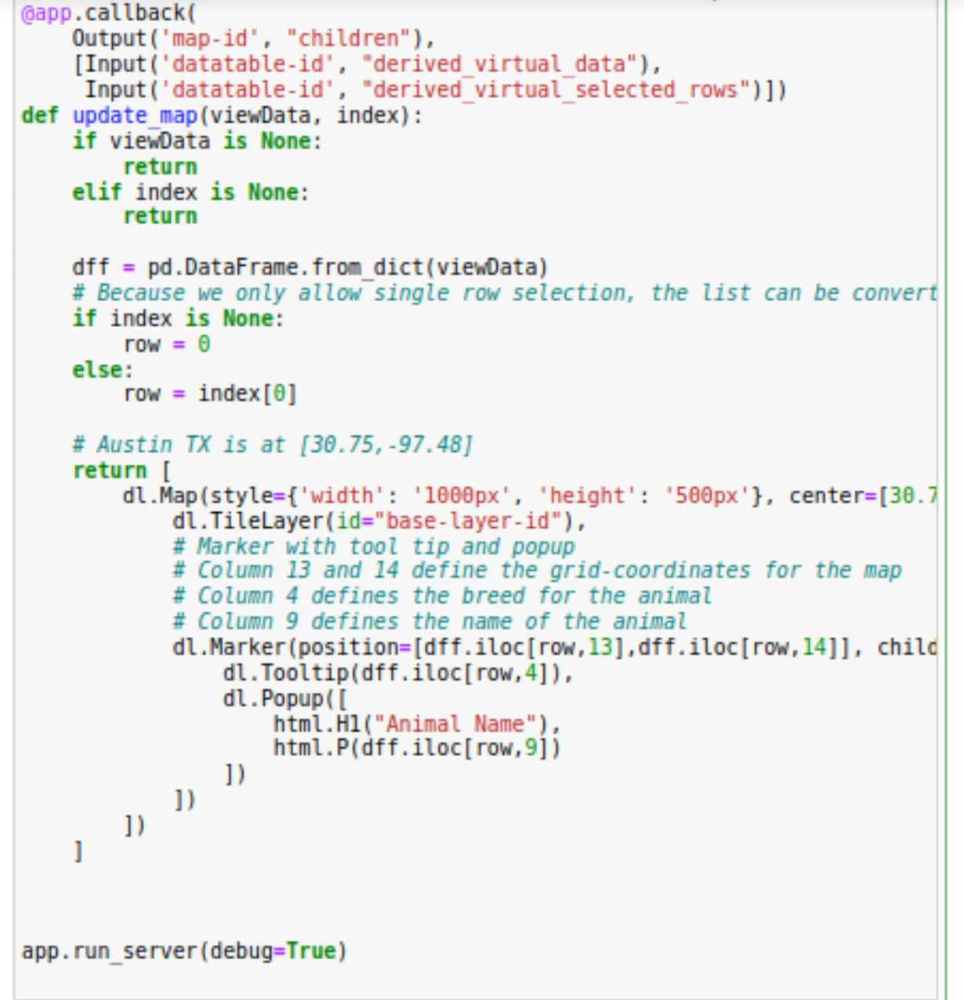 @app.callback(
    Output('map-id', "children"),
    [Input('datatable-id', "derived_virtual_data"),
     Input('datatable-id', "derived_virtual_selected_rows")])
def update_map(viewData, index):
    if viewData is None:
        return
    elif index is None:
        return
    dff = pd.DataFrame.from_dict(viewData)
    # Because we only allow single row selection, the list can be convert
    if index is None:
        row = 0
    else:
        row = index[0]
    # Austin TX is at [30.75,-97.48]
    return [
        dl.Map(style={'width': '1000px', 'height': '500px'}, center=[30.7
            dl.TileLayer(id="base-layer-id"),
            # Marker with tool tip and popup
            # Column 13 and 14 define the grid-coordinates for the map
            # Column 4 defines the breed for the animal
            # Column 9 defines the name of the animal
            dl.Marker(position=[dff.iloc[row,13],dff.iloc[row,14]], child
                dl.Tooltip(dff.iloc[row,4]),
                dl.Popup([
                    html.H1("Animal Name"),
                    html.P(dff.iloc[row,9])
                ])
            ])
        ])
    ]
app.run_server(debug=True)